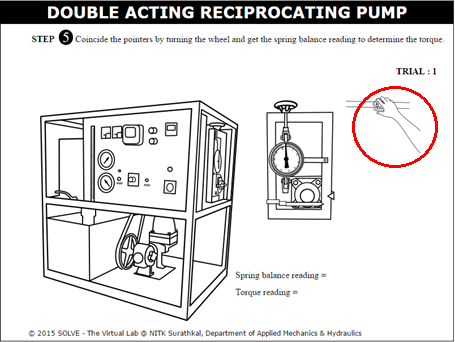 DOUBLE ACTING RECIPROCATING PUMP
STEP 5 Coincide the pointers by turning the wheel and get the spring balance reading to determine the torque.
TRIAL : 1
Spring balance reading =
Torque reading =
© 2015 SOLVE - The Virtual Lab @ NITK Surathkal, Department of Applied Mechanics & Hydraulics